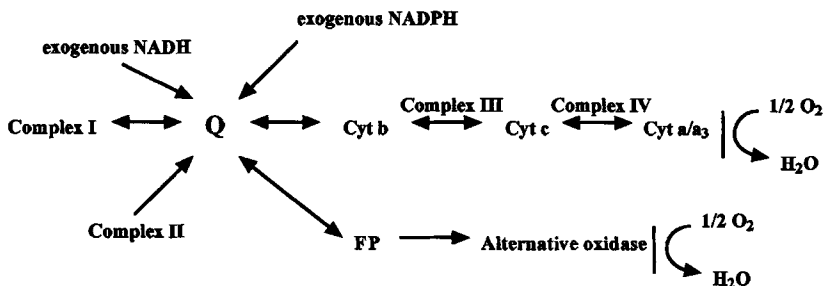 exogenous NADPH
exogenous NADH
Complex III
Complex IV
1/2 O₂
Complex I
Q
Cyt b
Cyt c
Cyt a/a₃
H₂O
Complex II
FP
Alternative oxidase
1/2 O₂
H₂O